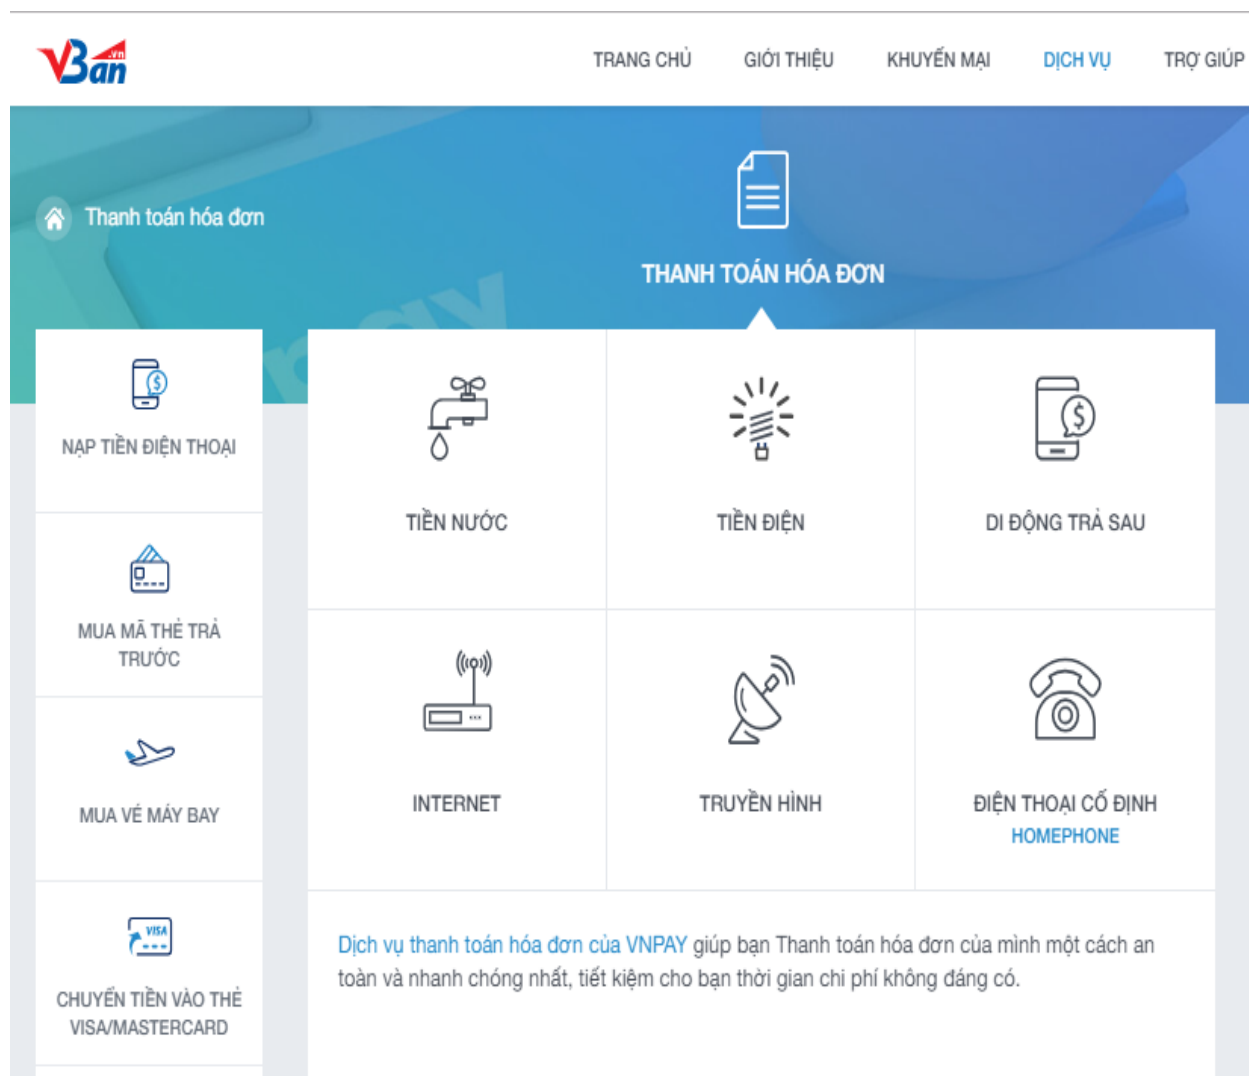 VBan.vn
TRANG CHỦ GIỚI THIỆU KHUYẾN MẠI DỊCH VỤ TRỢ GIÚP
Thanh toán hóa đơn
THANH TOÁN HÓA ĐƠN
pay
NẠP TIỀN ĐIỆN THOẠI
MUA MÃ THẺ TRẢ
TRƯỚC
MUA VÉ MÁY BAY
VISA
CHUYỂN TIỀN VÀO THẺ
VISA/MASTERCARD
TIỀN NƯỚC
TIỀN ĐIỆN
DI ĐỘNG TRẢ SAU
INTERNET
TRUYỀN HÌNH
ĐIỆN THOẠI CỐ ĐỊNH
HOMEPHONE
Dịch vụ thanh toán hóa đơn của VNPAY giúp bạn Thanh toán hóa đơn của mình một cách an
toàn và nhanh chóng nhất, tiết kiệm cho bạn thời gian chi phí không đáng có.